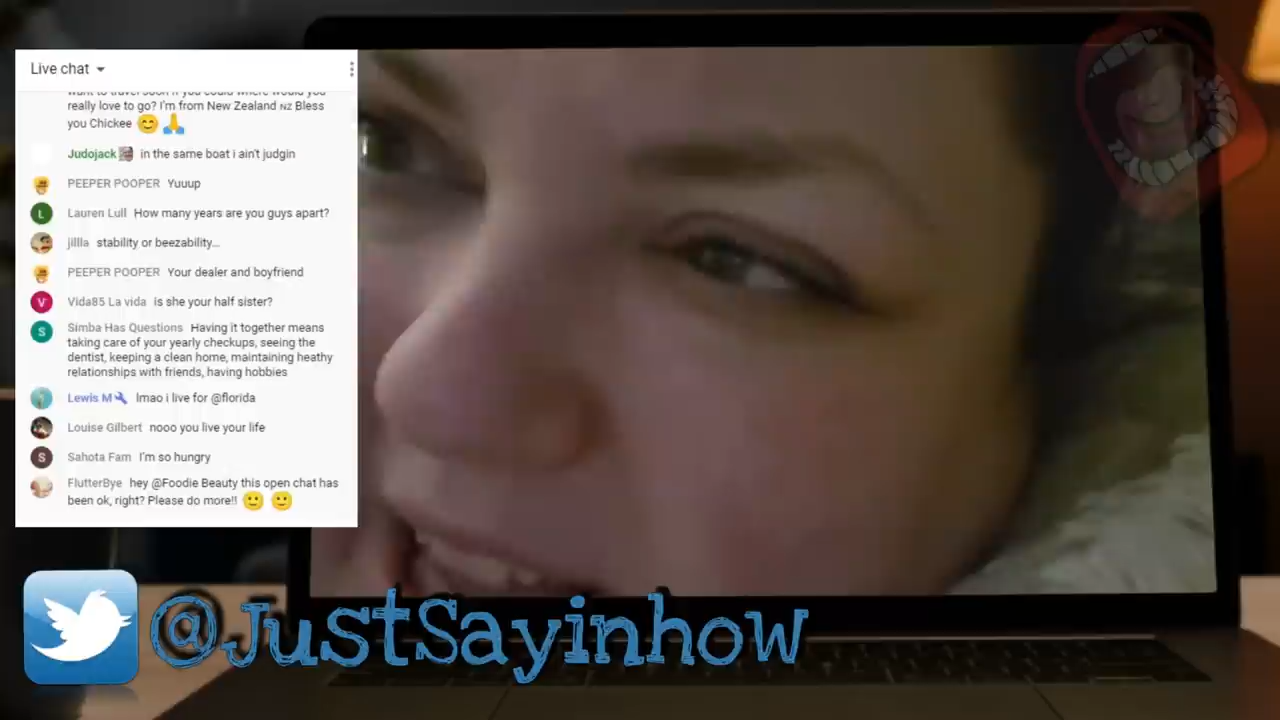 Live chat
want to travel soon if you could where would you
really love to go? I'm from New Zealand NZ Bless
you Chickee 😊 🙏
Judojack in the same boat i ain't judgin
PEEPER POOPER Yuuup
Lauren Lull How many years are you guys apart?
jillla stability or beezability...
PEEPER POOPER Your dealer and boyfriend
Vida85 La vida is she your half sister?
Simba Has Questions Having it together means
taking care of your yearly checkups, seeing the
dentist, keeping a clean home, maintaining heathy
relationships with friends, having hobbies
Lewis M lmao i live for @florida
Louise Gilbert nooo you live your life
Sahota Fam I'm so hungry
FlutterBye hey @Foodie Beauty this open chat has
been ok, right? Please do more!! 🙂 🙂
@JustSayinhow